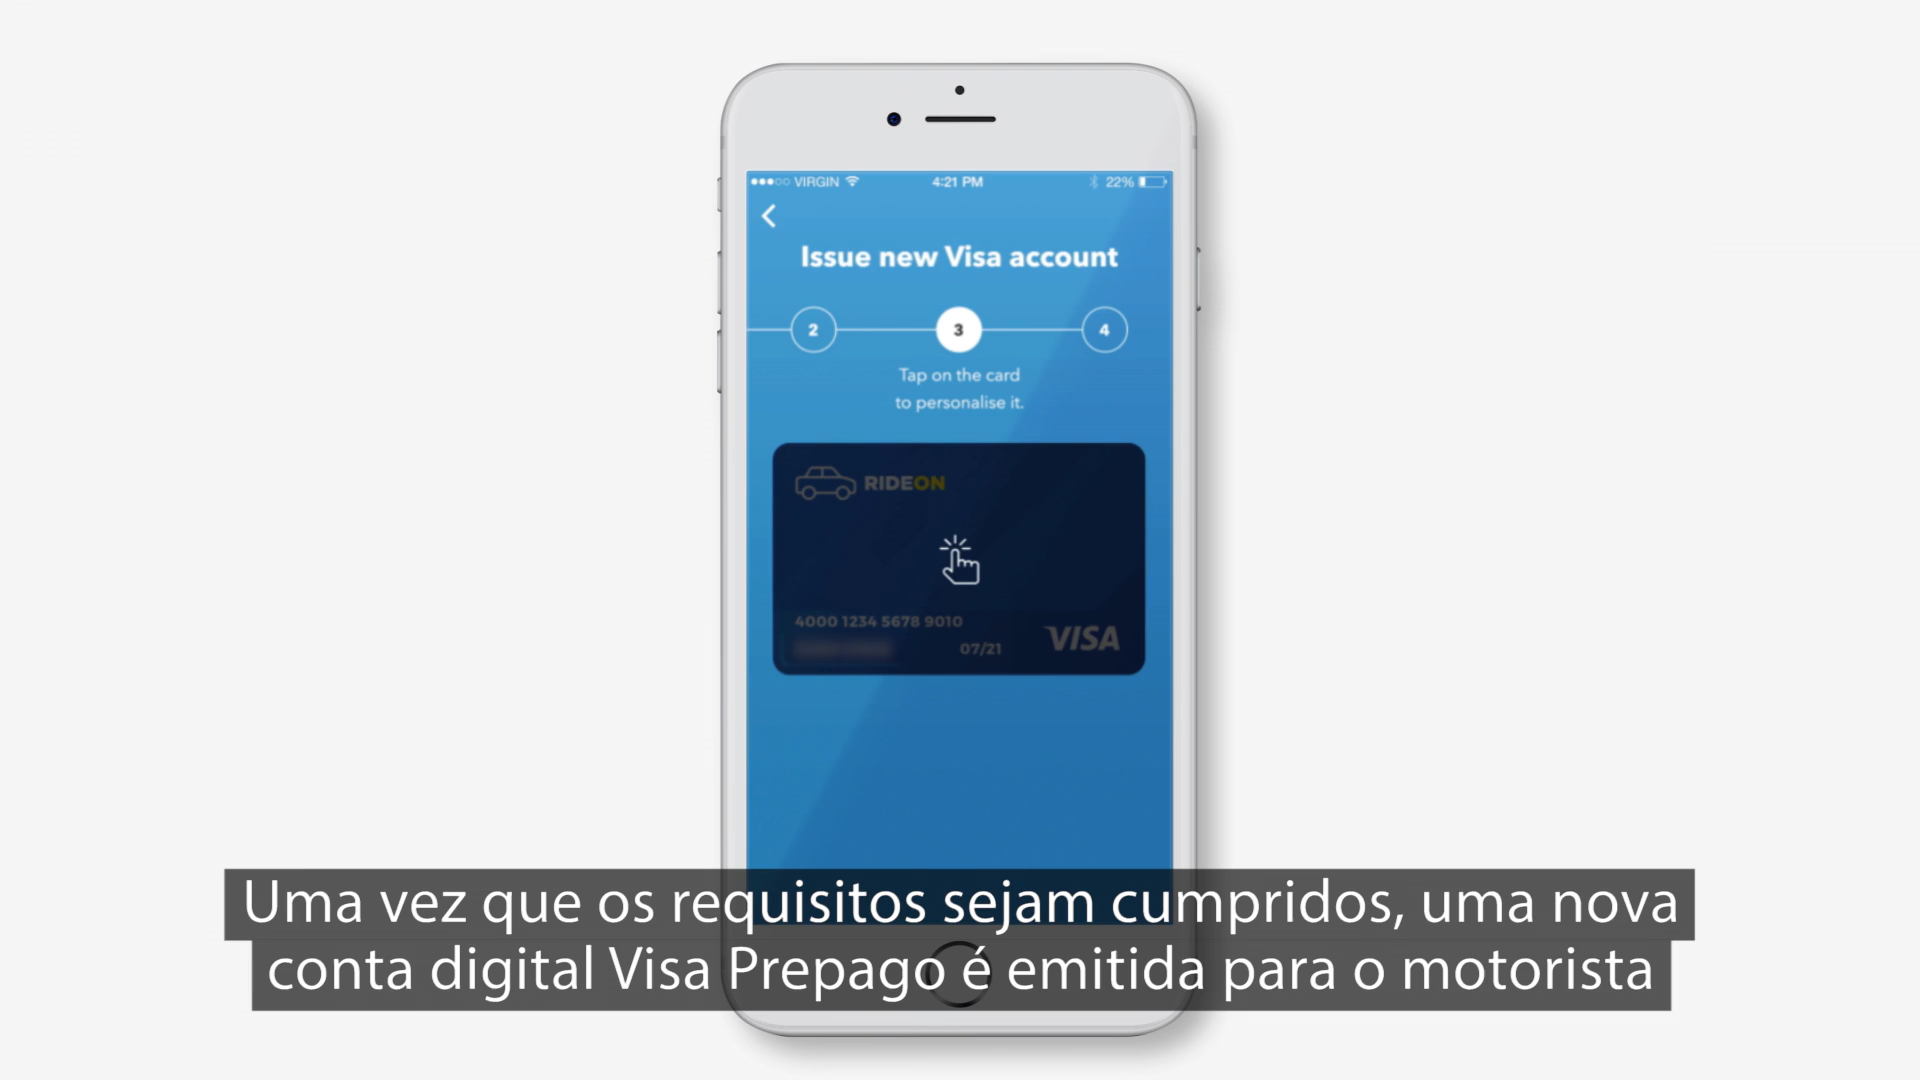 VIRGIN
4:21 PM
22%
Issue new Visa account
2
3
4
Tap on the card
to personalise it.
RIDEON
4000 1234 5678 9010
07/21
VISA
Uma vez que os requisitos sejam cumpridos, uma nova
conta digital Visa Prepago é emitida para o motorista